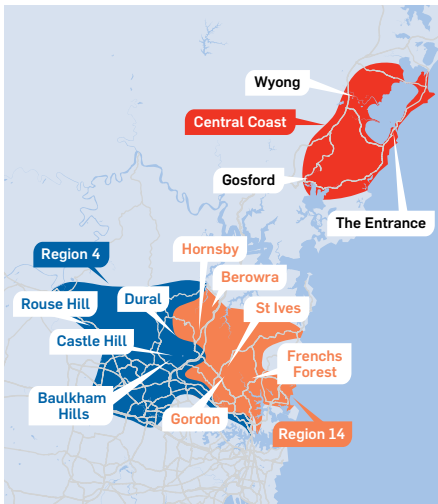 Wyong
Central Coast
Gosford
The Entrance
Hornsby
Region 4
Berowra
Rouse Hill
Dural
St Ives
Castle Hill
Frenchs
Forest
Baulkham
Hills
Gordon
Region 14